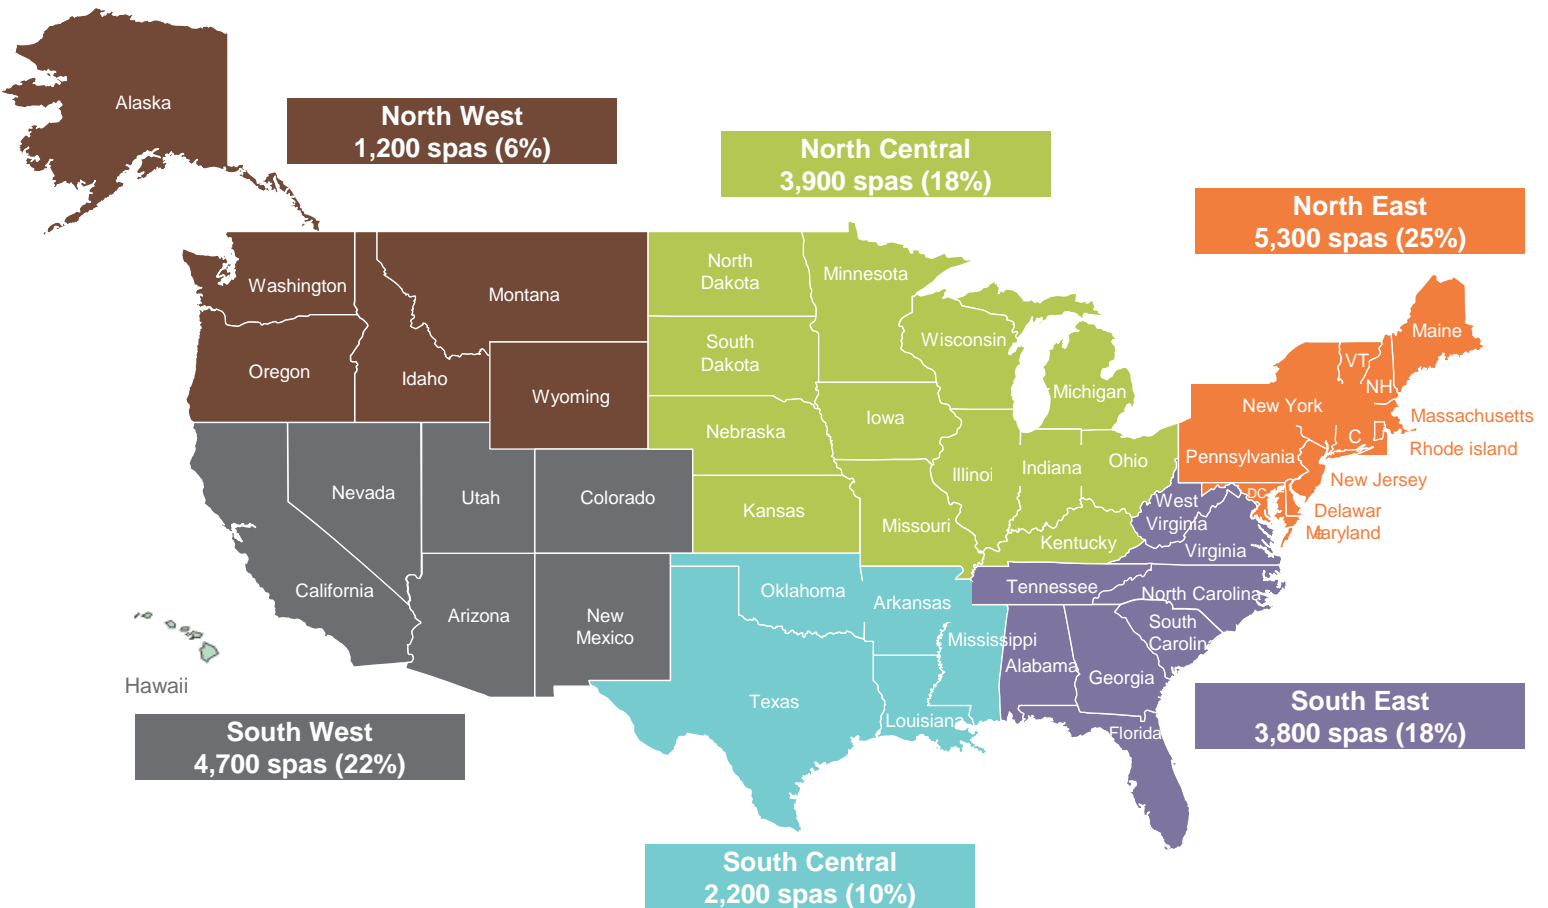 Alaska
North West
1,200 spas (6%)
North Central
3,900 spas (18%)
North East
5,300 spas (25%)
Washington
Montana
North
Dakota
Minnesota
Oregon
Idaho
Wyoming
South
Dakota
Wisconsin
Michigan
Maine
VT
NH
New York
Massachusetts
C
Rhode island
Nebraska
Iowa
Illinoi
Indiana
Ohio
Pennsylvania
New Jersey
DC
Delawar
e
Maryland
Nevada
Utah
Colorado
Kansas
Missouri
Kentucky
West
Virginia
Virginia
California
Arizona
New
Mexico
Oklahoma
Arkansas
Tennessee
North Carolina
South
Carolina
Mississippi
Alabama
Georgia
Hawaii
Texas
Louisiana
Florida
South West
4,700 spas (22%)
South East
3,800 spas (18%)
South Central
2,200 spas (10%)